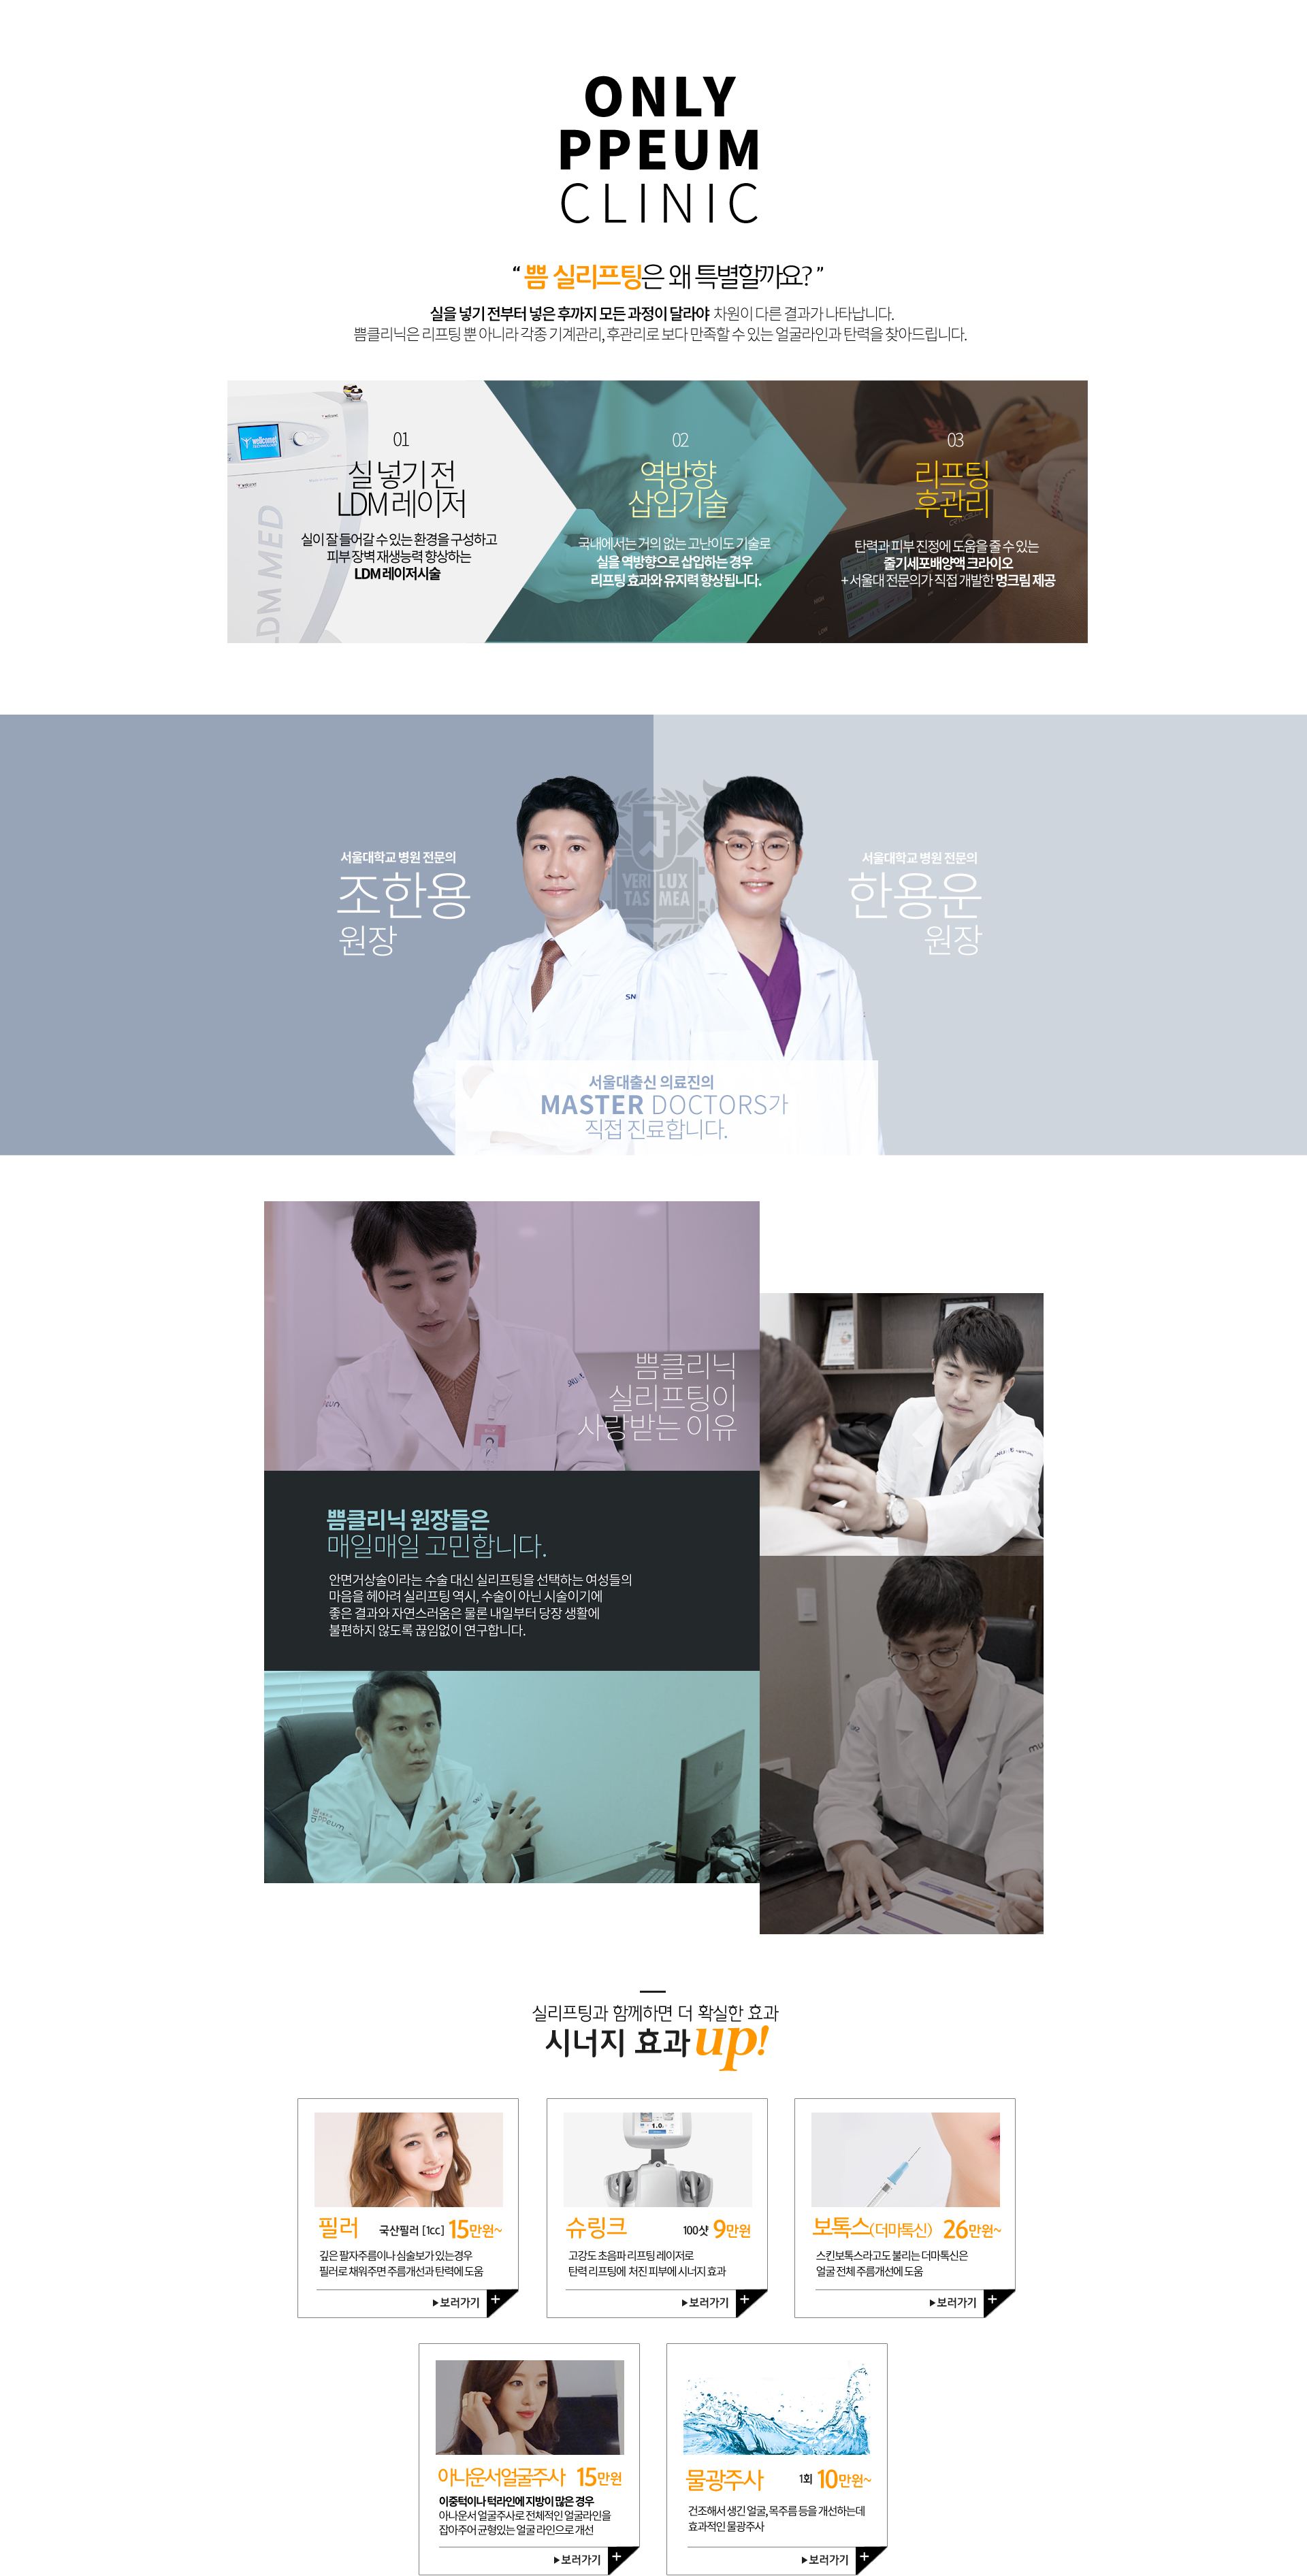 ONLY
PPEUM
CLINIC
“ 쁨 실리프팅은 왜 특별할까요? ”
실을 넣기 전부터 넣은 후까지 모든 과정이 달라야 차원이 다른 결과가 나타납니다.
쁨클리닉은 리프팅 뿐 아니라 각종 기계관리, 후관리로 보다 만족할 수 있는 얼굴라인과 탄력을 찾아드립니다.
01
실 넣기 전
LDM 레이저
실이 잘 들어갈 수 있는 환경을 구성하고
피부 장벽 재생능력 향상하는
LDM 레이저시술
wellcomet
LDM MED
02
역방향
삽입기술
국내에서는 거의 없는 고난이도 기술로
실을 역방향으로 삽입하는 경우
리프팅 효과와 유지력 향상됩니다.
03
리프팅
후관리
탄력과 피부 진정에 도움을 줄 수 있는
줄기세포배양액 크라이오
+ 서울대 전문의가 직접 개발한 멍크림 제공
서울대학교 병원 전문의
조한용
원장
VERI LUX
TAS MEA
SN
서울대학교 병원 전문의
한용운
원장
서울대출신 의료진의
MASTER DOCTORS가
직접 진료합니다.
쁨클리닉
실리프팅이
사랑받는 이유
쁨클리닉 원장들은
매일매일 고민합니다.
안면거상술이라는 수술 대신 실리프팅을 선택하는 여성들의
마음을 헤아려 실리프팅 역시, 수술이 아닌 시술이기에
좋은 결과와 자연스러움은 물론 내일부터 당장 생활에
불편하지 않도록 끊임없이 연구합니다.
쁨 PPEUM
실리프팅과 함께하면 더 확실한 효과
시너지 효과 up!
필러 국산필러 [1cc] 15만원~
깊은 팔자주름이나 심술보가 있는경우
필러로 채워주면 주름개선과 탄력에 도움
▶보러가기 +
1.0
슈링크 100샷 9만원
고강도 초음파 리프팅 레이저로
탄력 리프팅에 처진 피부에 시너지 효과
▶보러가기 +
보톡스(더마톡신) 26만원~
스킨보톡스라고도 불리는 더마톡신은
얼굴 전체 주름개선에 도움
▶보러가기 +
아나운서얼굴주사 15만원
이중턱이나 턱라인에 지방이 많은 경우
아나운서 얼굴주사로 전체적인 얼굴라인을
잡아주어 균형있는 얼굴 라인으로 개선
▶보러가기 +
물광주사 1회 10만원~
건조해서 생긴 얼굴, 목주름 등을 개선하는데
효과적인 물광주사
▶보러가기 +